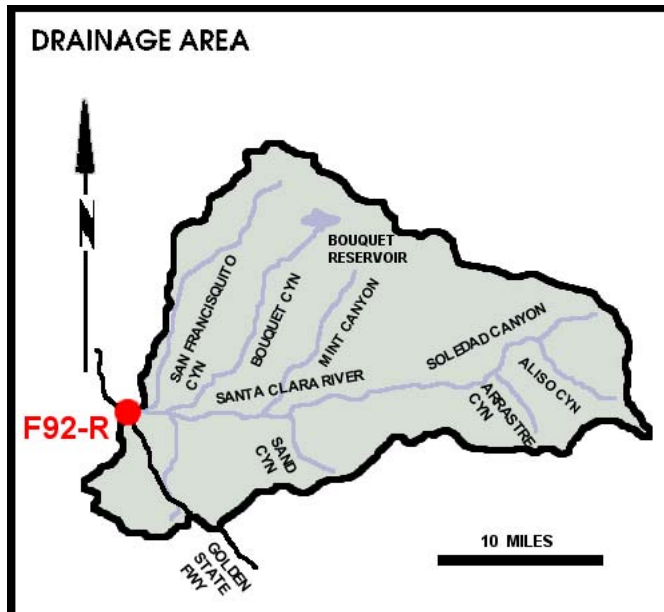 DRAINAGE AREA
N
BOUQUET
RESERVOIR
SAN FRANCISQUITO
CYN
BOUQUET CYN
MINT CANYON
SOLEDAD CANYON
SANTA CLARA RIVER
ALISO CYN
ARRASTRE
CYN
F92-R
SAND
CYN
GOLDEN
STATE
FWY
10 MILES